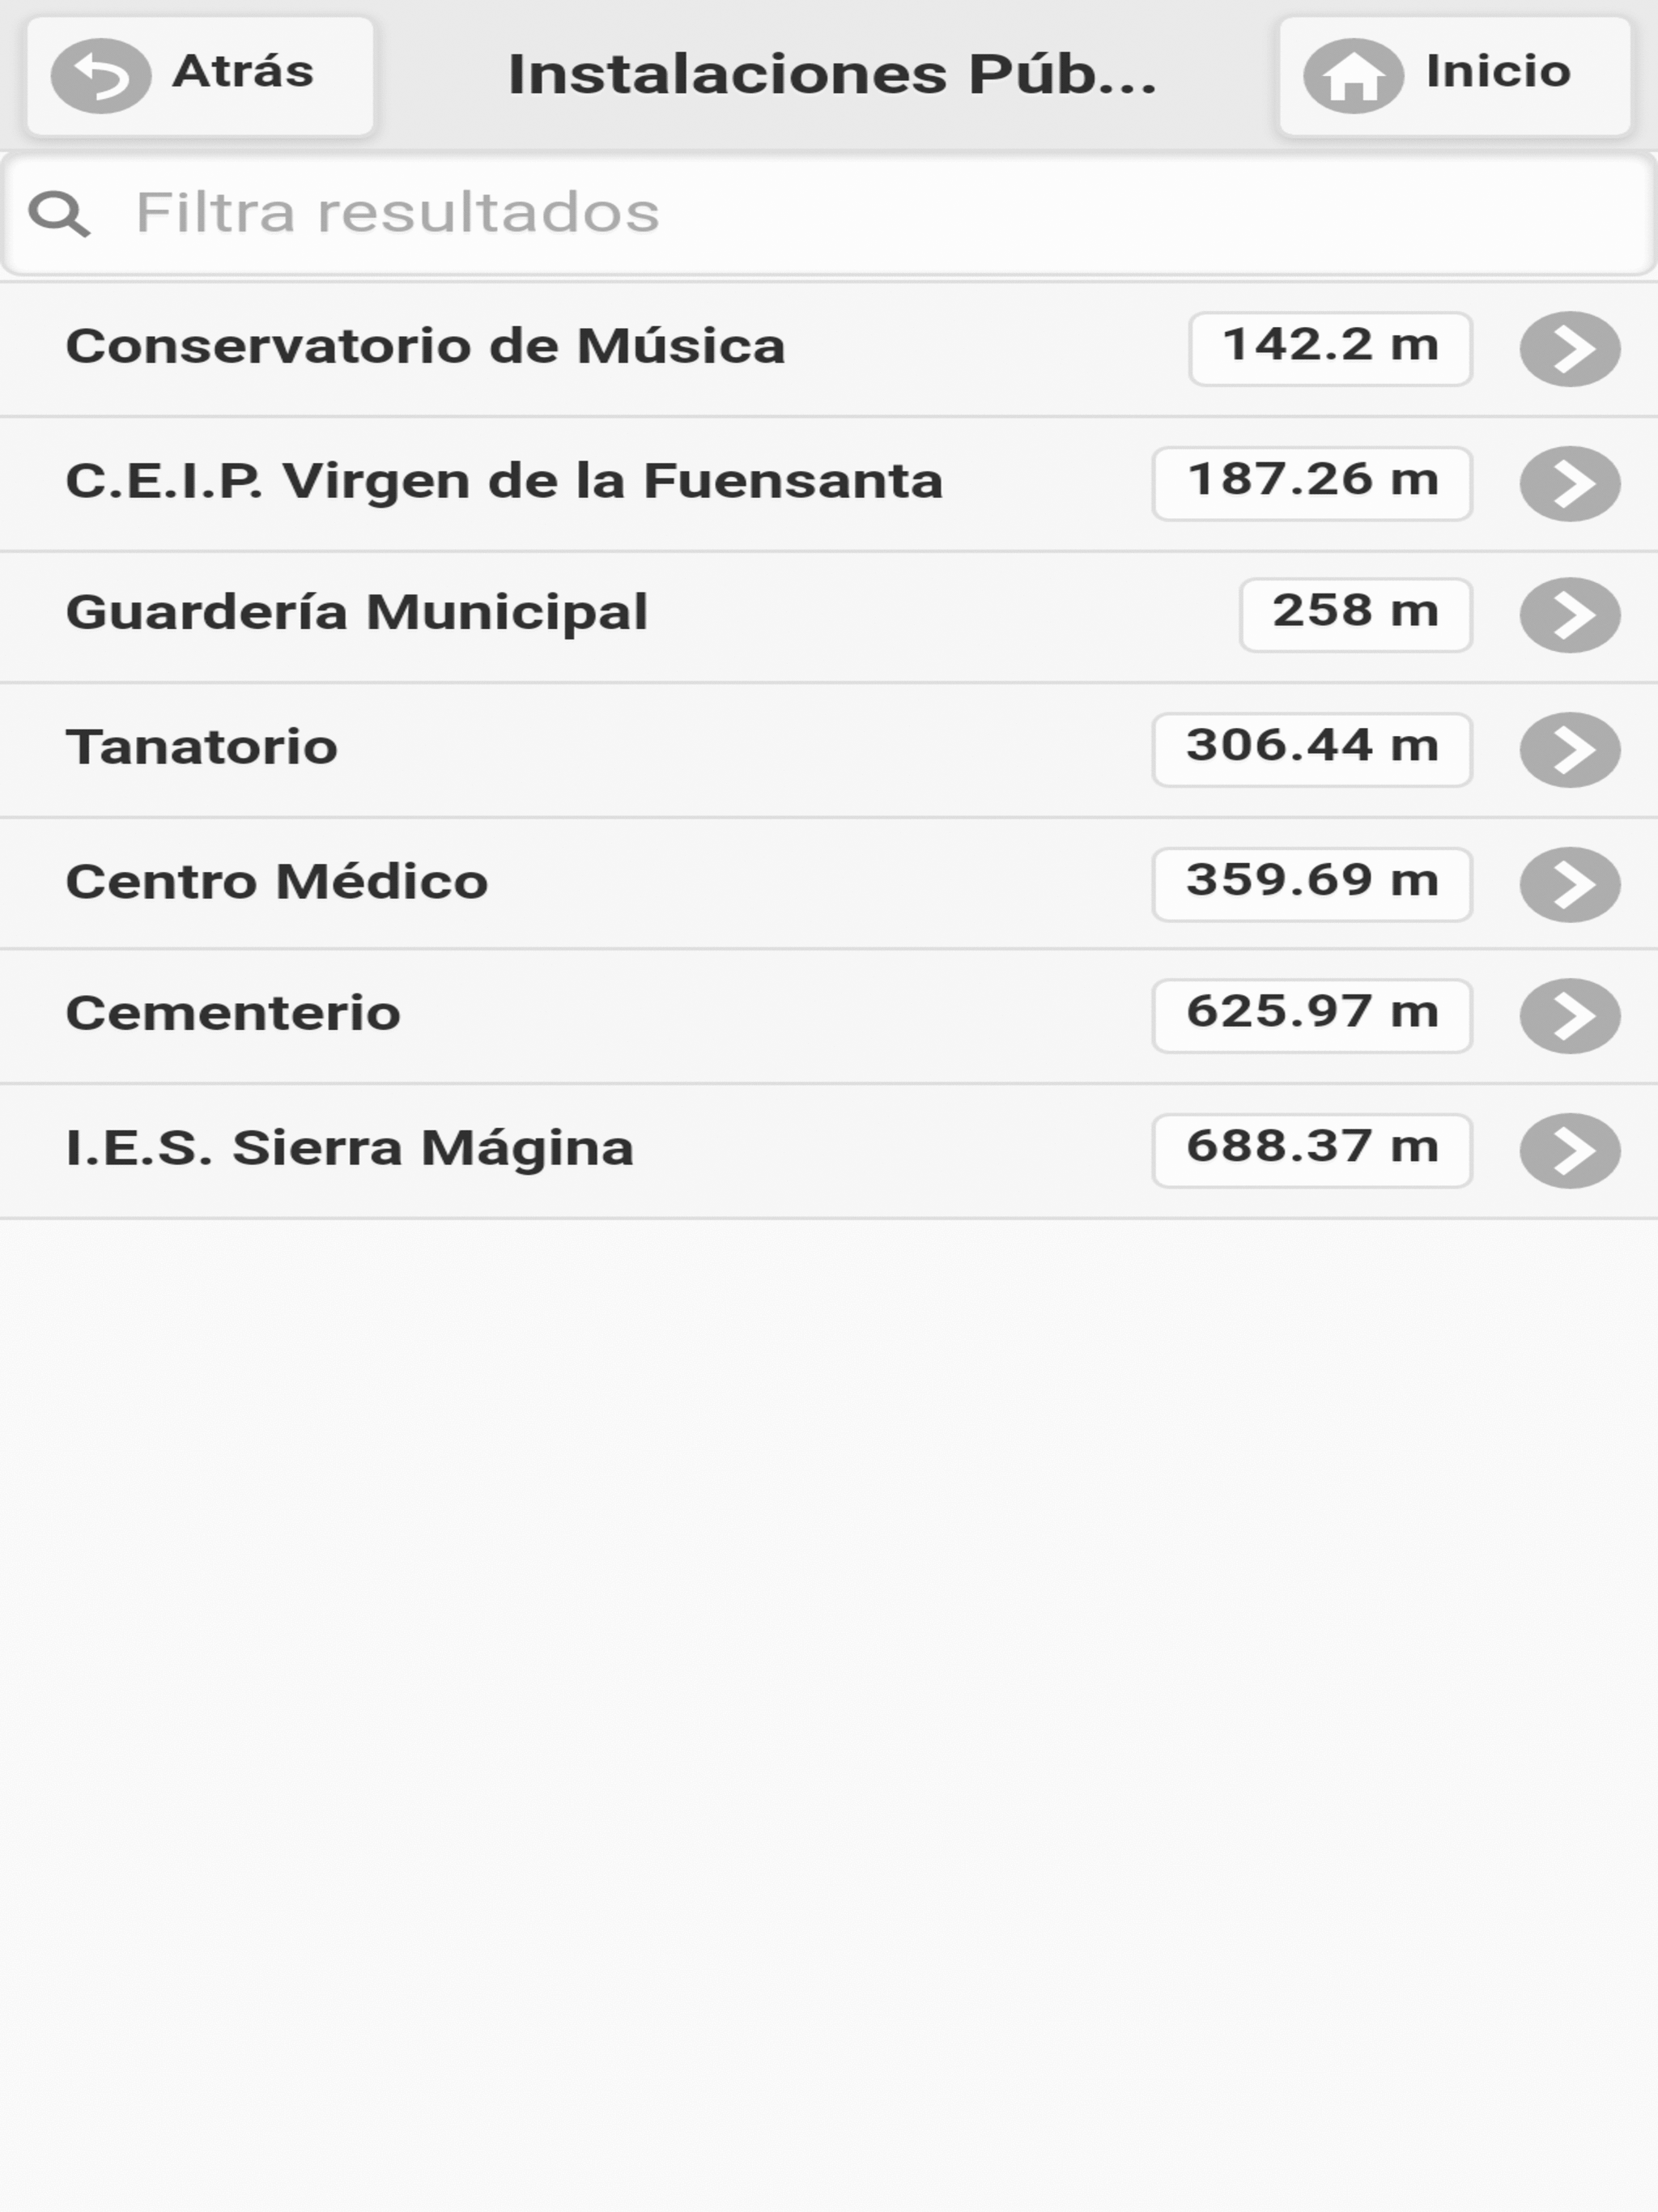 Atrás
Instalaciones Púb...
Inicio
Filtra resultados
Conservatorio de Música 142.2 m
C.E.I.P. Virgen de la Fuensanta 187.26 m
Guardería Municipal 258 m
Tanatorio 306.44 m
Centro Médico 359.69 m
Cementerio 625.97 m
I.E.S. Sierra Mágina 688.37 m